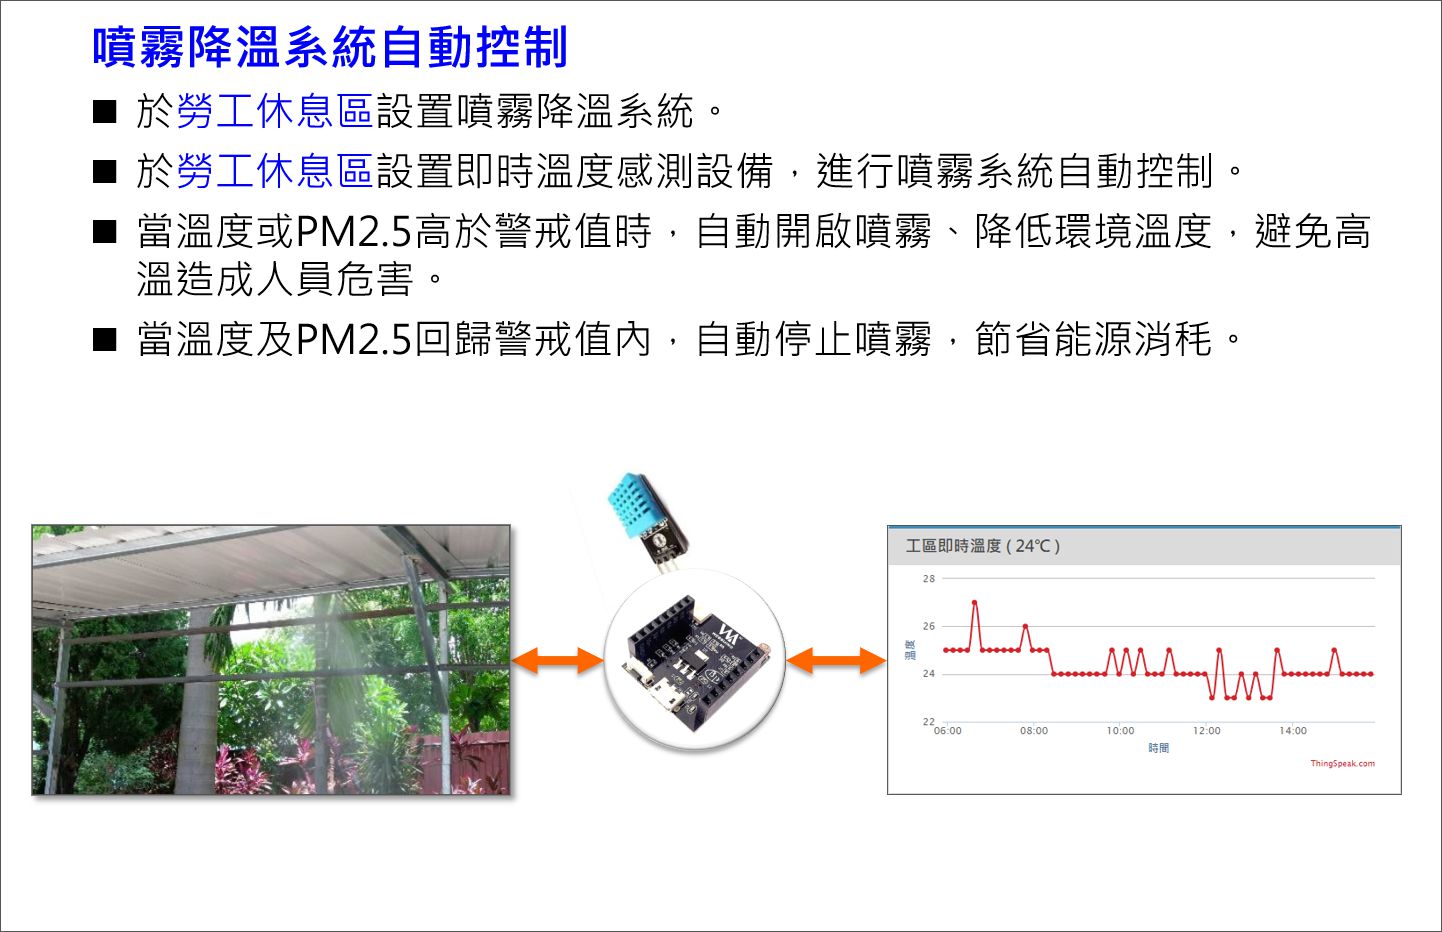 噴霧降溫系統自動控制
■ 於勞工休息區設置噴霧降溫系統。
■ 於勞工休息區設置即時溫度感測設備，進行噴霧系統自動控制。
■ 當溫度或PM2.5高於警戒值時，自動開啟噴霧、降低環境溫度，避免高
溫造成人員危害。
■ 當溫度及PM2.5回歸警戒值內，自動停止噴霧，節省能源消耗。
工區即時溫度 ( 24℃ )
28
26
24
22
溫度
06:00 08:00 10:00 12:00 14:00
時間
ThingSpeak.com